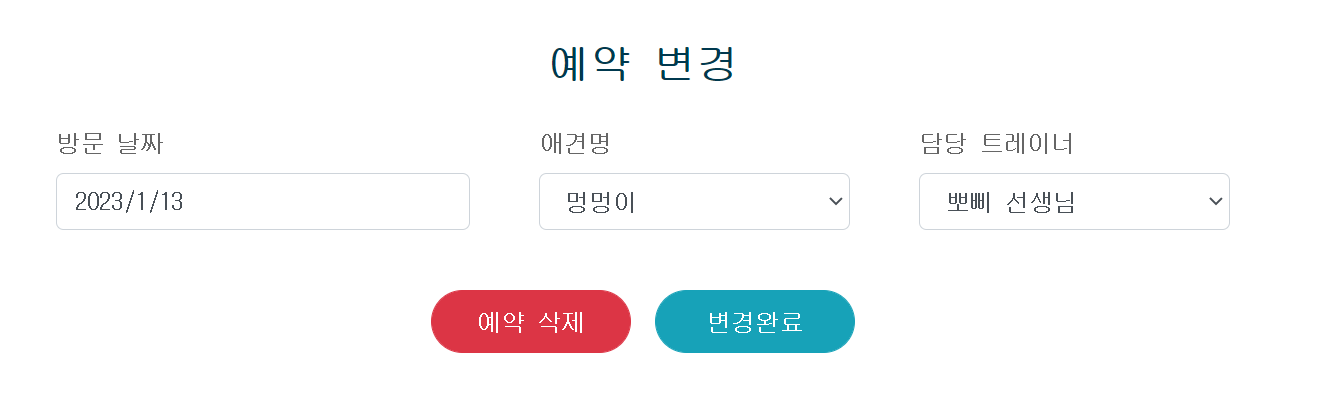 예약 변경
방문 날짜 애견명 담당 트레이너
2023/1/13 멍멍이 뽀삐 선생님
예약 삭제 변경완료